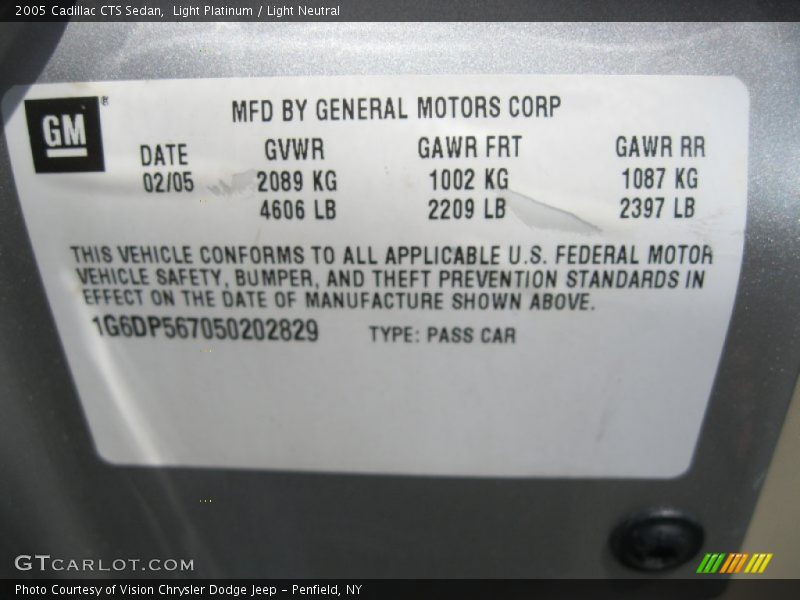 2005 Cadillac CTS Sedan, Light Platinum / Light Neutral
GM®
MFD BY GENERAL MOTORS CORP
DATE GVWR GAWR FRT GAWR RR
02/05 2089 KG 1002 KG 1087 KG
4606 LB 2209 LB 2397 LB
THIS VEHICLE CONFORMS TO ALL APPLICABLE U.S. FEDERAL MOTOR
VEHICLE SAFETY, BUMPER, AND THEFT PREVENTION STANDARDS IN
EFFECT ON THE DATE OF MANUFACTURE SHOWN ABOVE.
1G6DP567050202829 TYPE: PASS CAR
GTCARLOT.COM
Photo Courtesy of Vision Chrysler Dodge Jeep - Penfield, NY